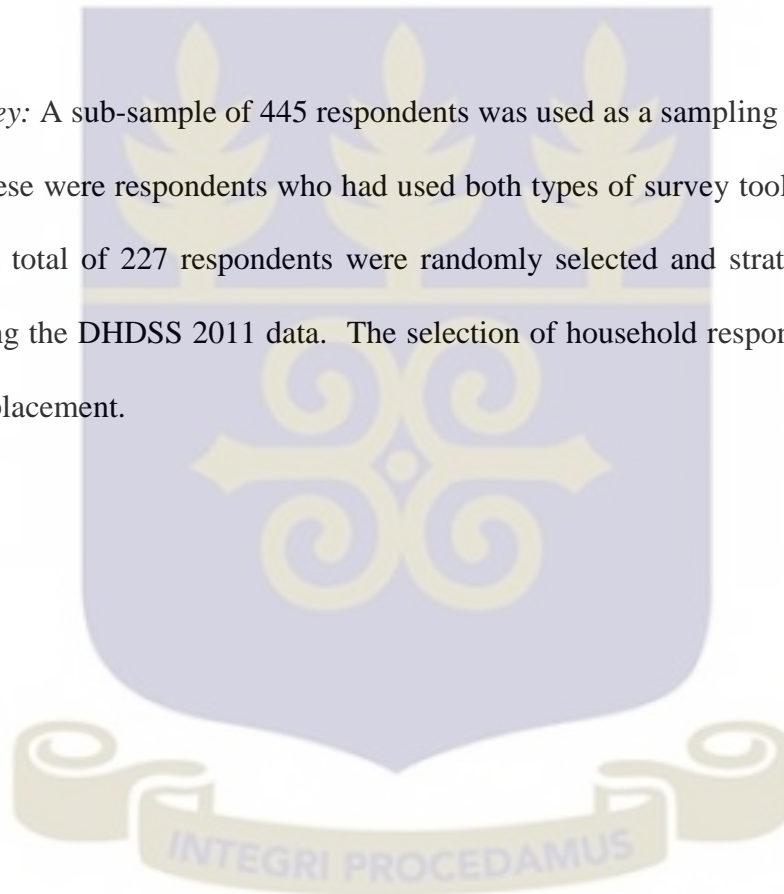 ey: A sub-sample of 445 respondents was used as a sampling
ese were respondents who had used both types of survey tool
total of 227 respondents were randomly selected and strat
ng the DHDSS 2011 data. The selection of household respon
placement.
INTEGRI PROCEDAMUS